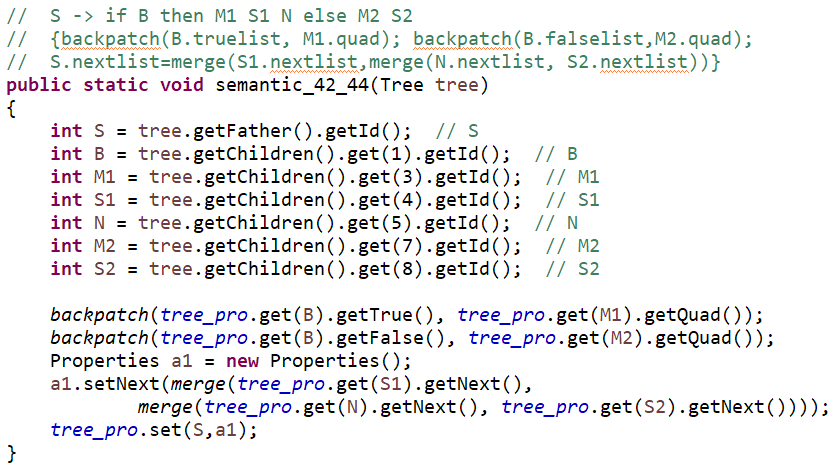 //  S -> if B then M1 S1 N else M2 S2
//  {backpatch(B.truelist, M1.quad); backpatch(B.falselist,M2.quad);
//  S.nextlist=merge(S1.nextlist,merge(N.nextlist, S2.nextlist))}
public static void semantic_42_44(Tree tree)
{
    int S = tree.getFather().getId();  // S
    int B = tree.getChildren().get(1).getId();  // B
    int M1 = tree.getChildren().get(3).getId();  // M1
    int S1 = tree.getChildren().get(4).getId();  // S1
    int N = tree.getChildren().get(5).getId();  // N
    int M2 = tree.getChildren().get(7).getId();  // M2
    int S2 = tree.getChildren().get(8).getId();  // S2

    backpatch(tree_pro.get(B).getTrue(), tree_pro.get(M1).getQuad());
    backpatch(tree_pro.get(B).getFalse(), tree_pro.get(M2).getQuad());
    Properties a1 = new Properties();
    a1.setNext(merge(tree_pro.get(S1).getNext(),
            merge(tree_pro.get(N).getNext(), tree_pro.get(S2).getNext())));
    tree_pro.set(S,a1);
}